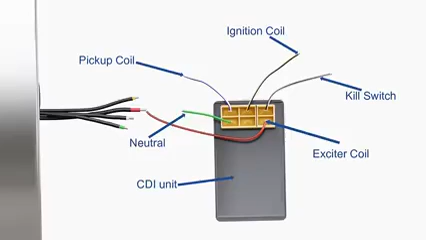 Ignition Coil
Pickup Coil
Kill Switch
Neutral
Exciter Coil
CDI unit